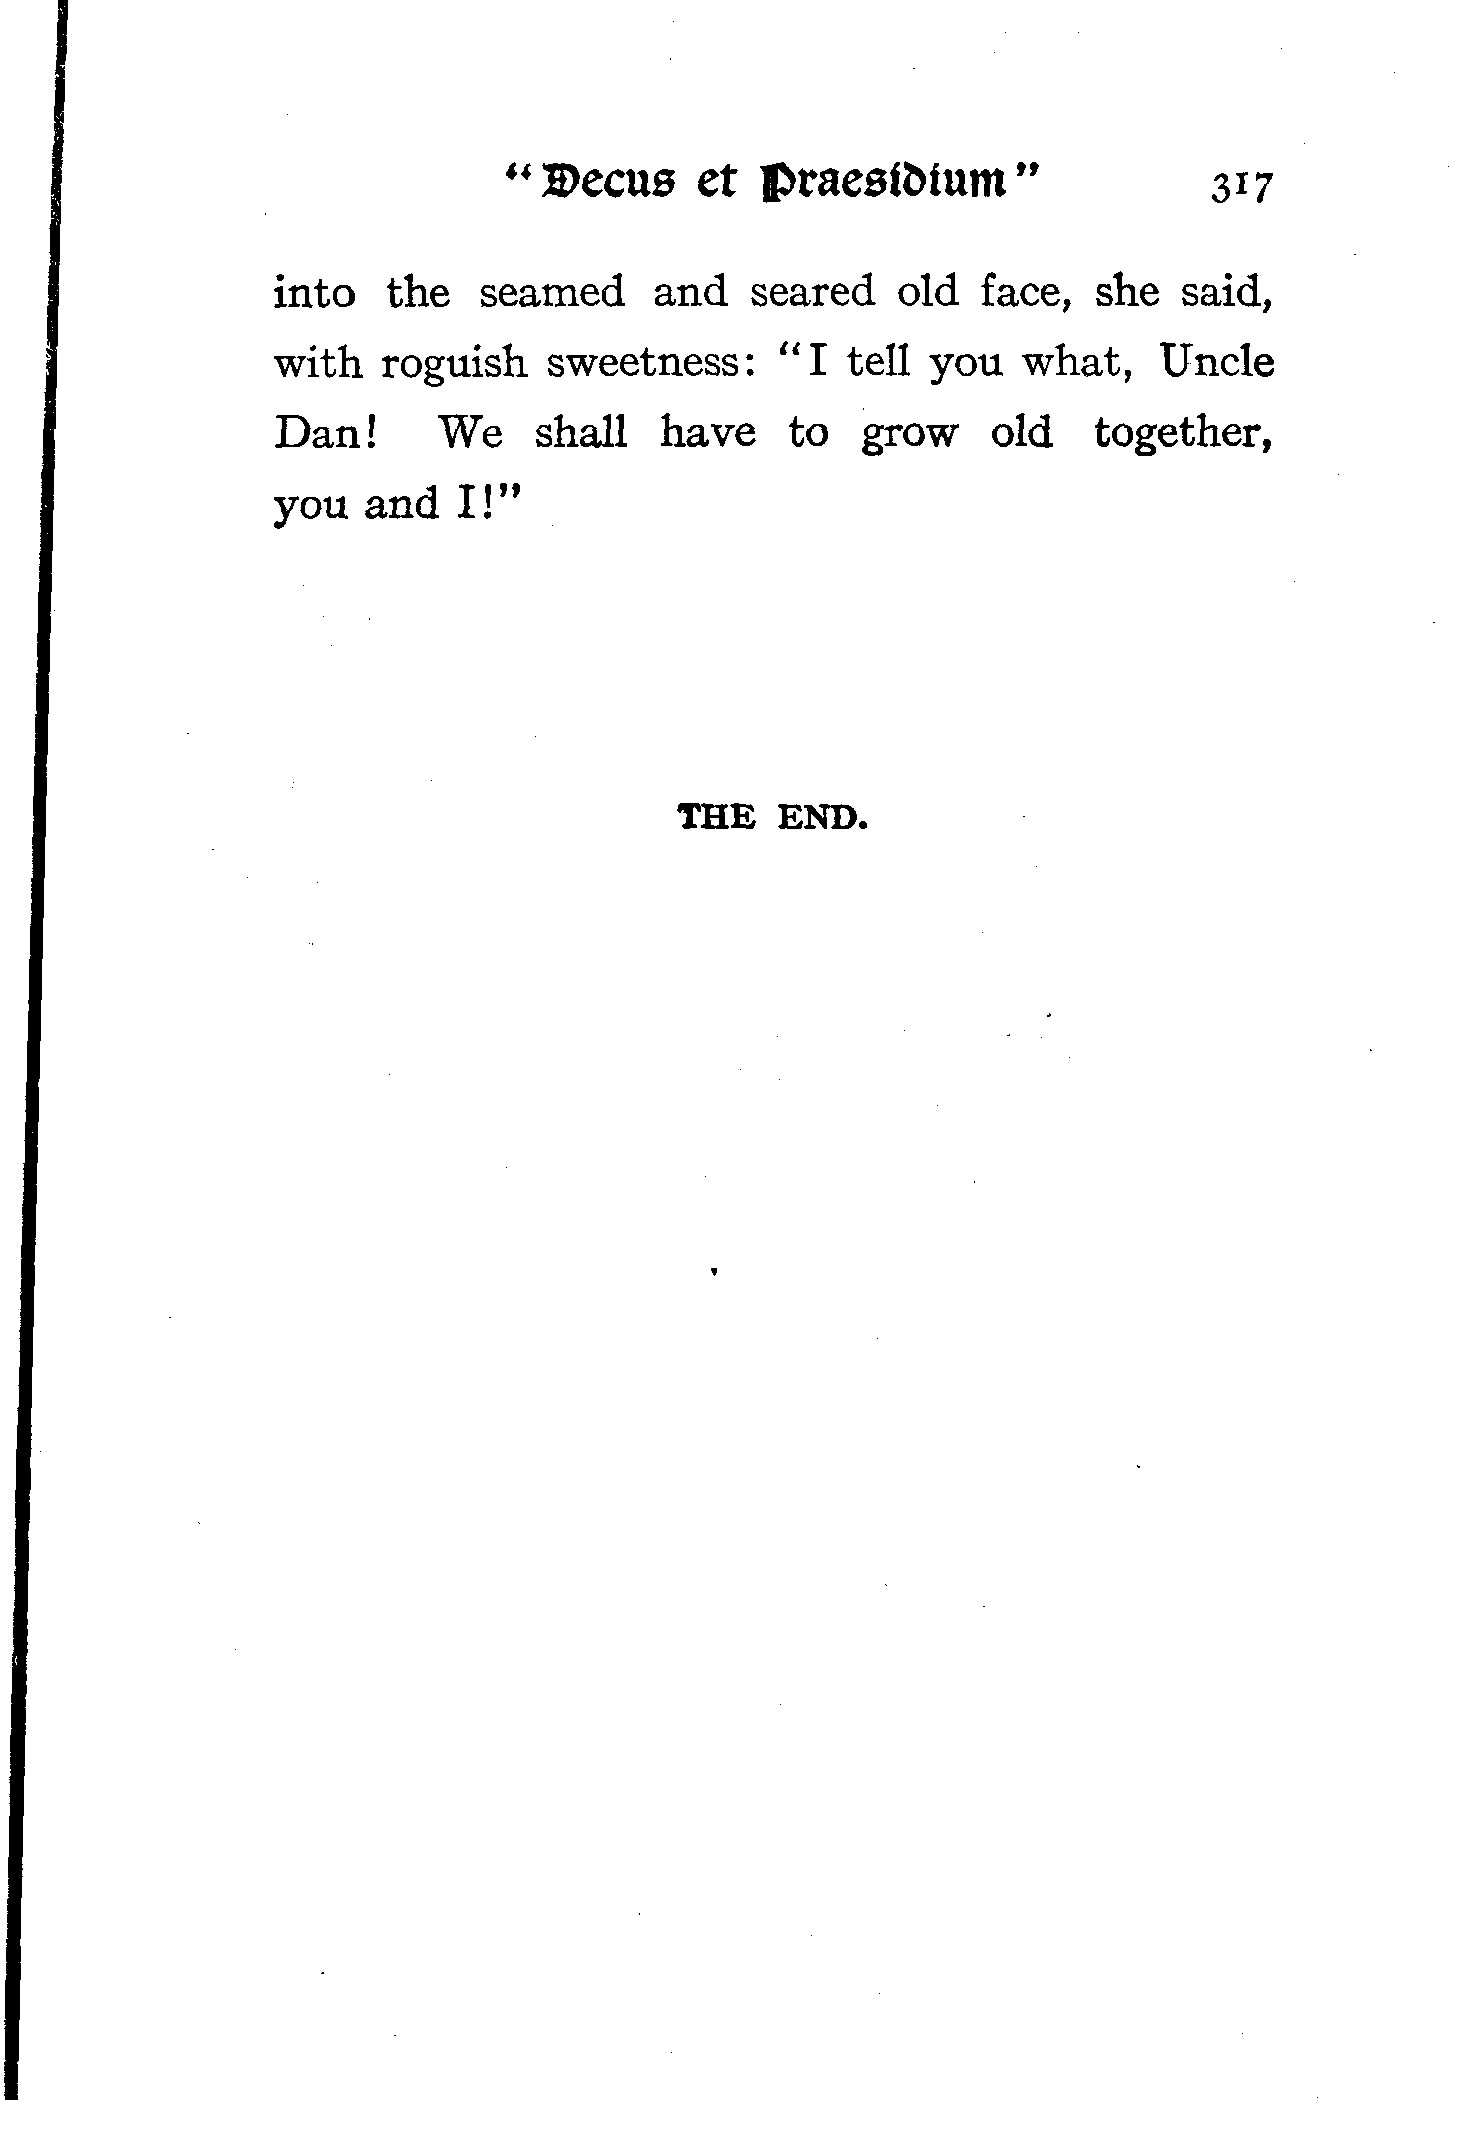 "Decus et Praesidium" 317
into the seamed and seared old face, she said,
with roguish sweetness: "I tell you what, Uncle
Dan! We shall have to grow old together,
you and I!"
THE END.